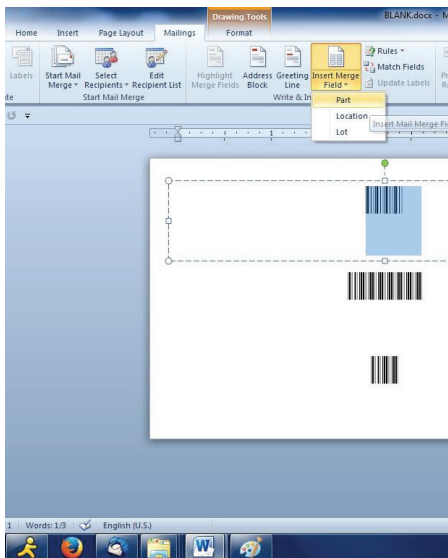 Drawing Tools BLANK.docx - M
Home Insert Page Layout Mailings Format
Labels Start Mail Merge Select Recipients Edit Recipient List Highlight Merge Fields Address Block Greeting Line Insert Merge Field Rules
Match Fields
Update Labels
te Start Mail Merge Write & In
Part
Location
Insert Mail Merge Fi
Lot
1
1 Words: 1/3 English (U.S.)
W